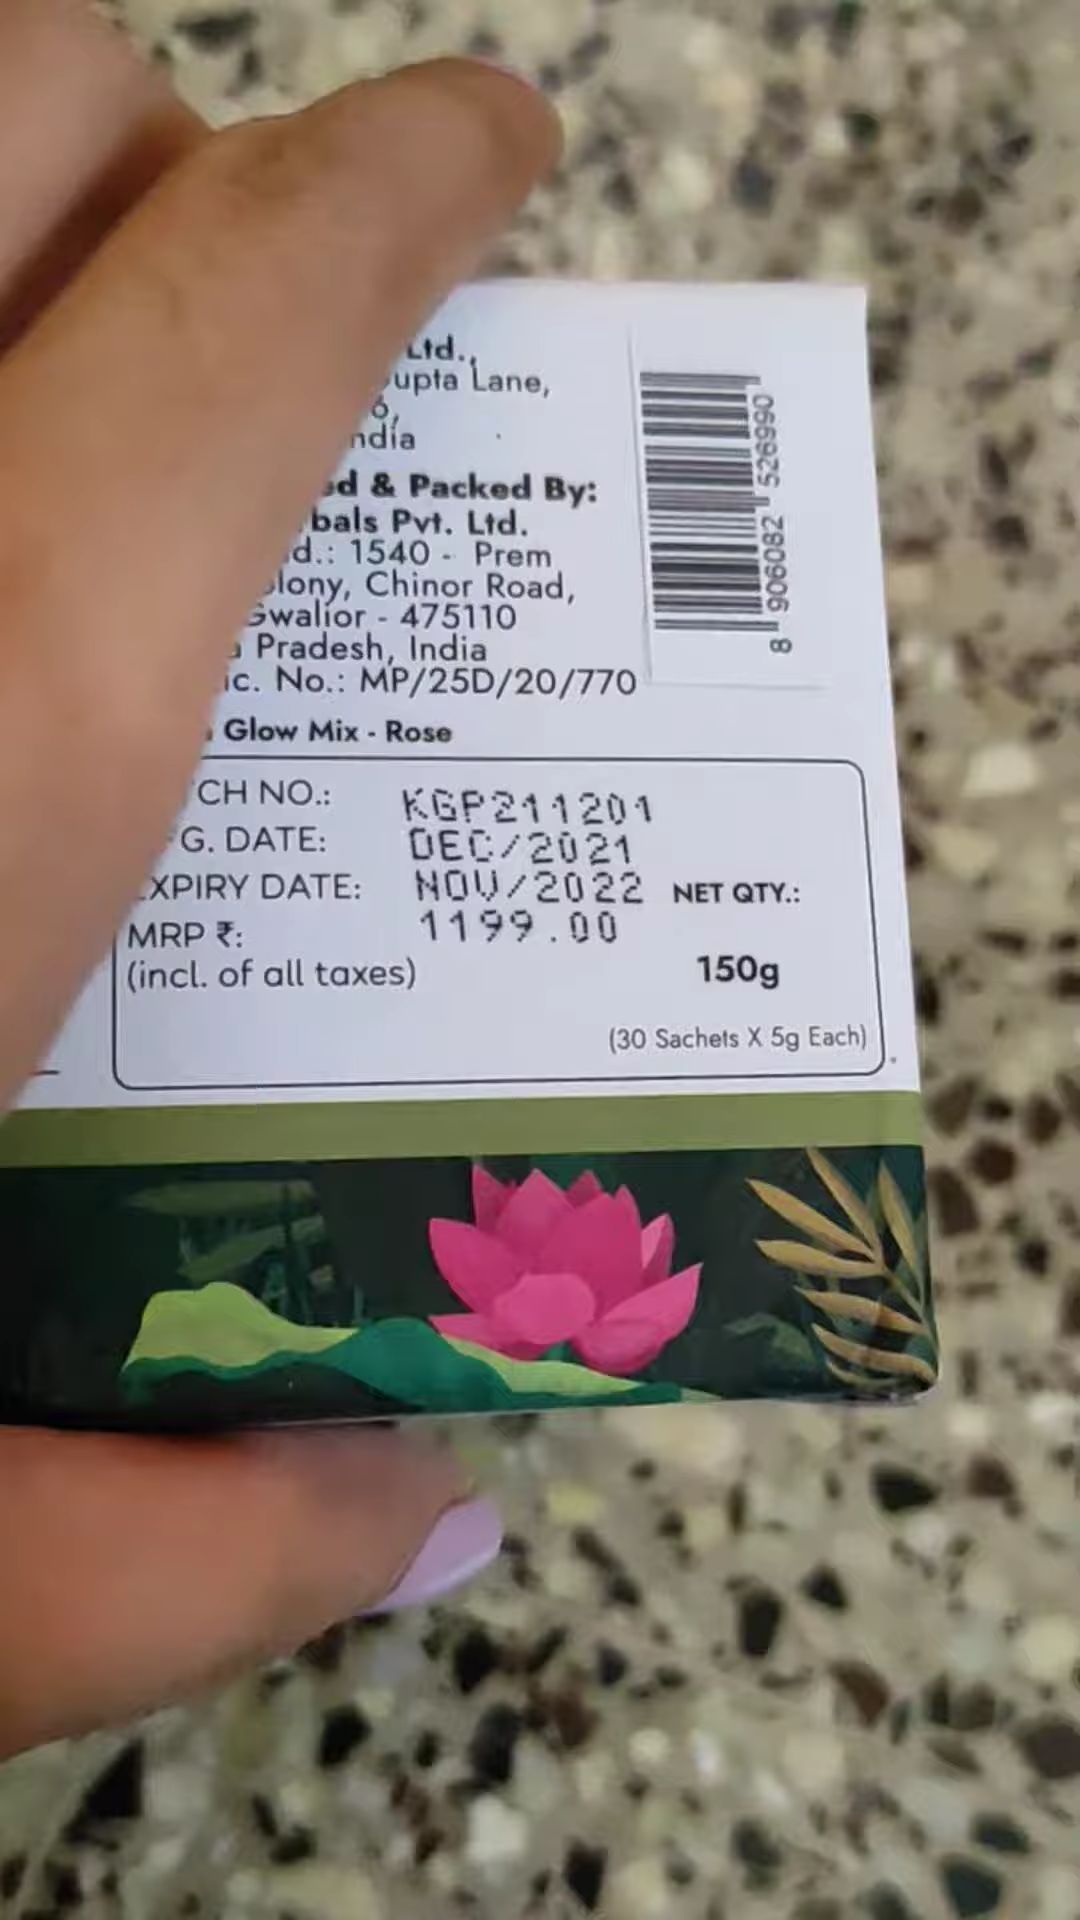 Ltd.,
upta Lane,
6,
ndia
ed & Packed By:
bals Pvt. Ltd.
d.: 1540 - Prem
lony, Chinor Road,
Gwalior - 475110
a Pradesh, India
ic. No.: MP/25D/20/770
Glow Mix - Rose
CH NO.: KGP211201
G. DATE: DEC/2021
XPIRY DATE: NOV/2022
MRP ₹: 1199.00
(incl. of all taxes)
NET QTY.:
150g
(30 Sachets X 5g Each)
8 906082 526990